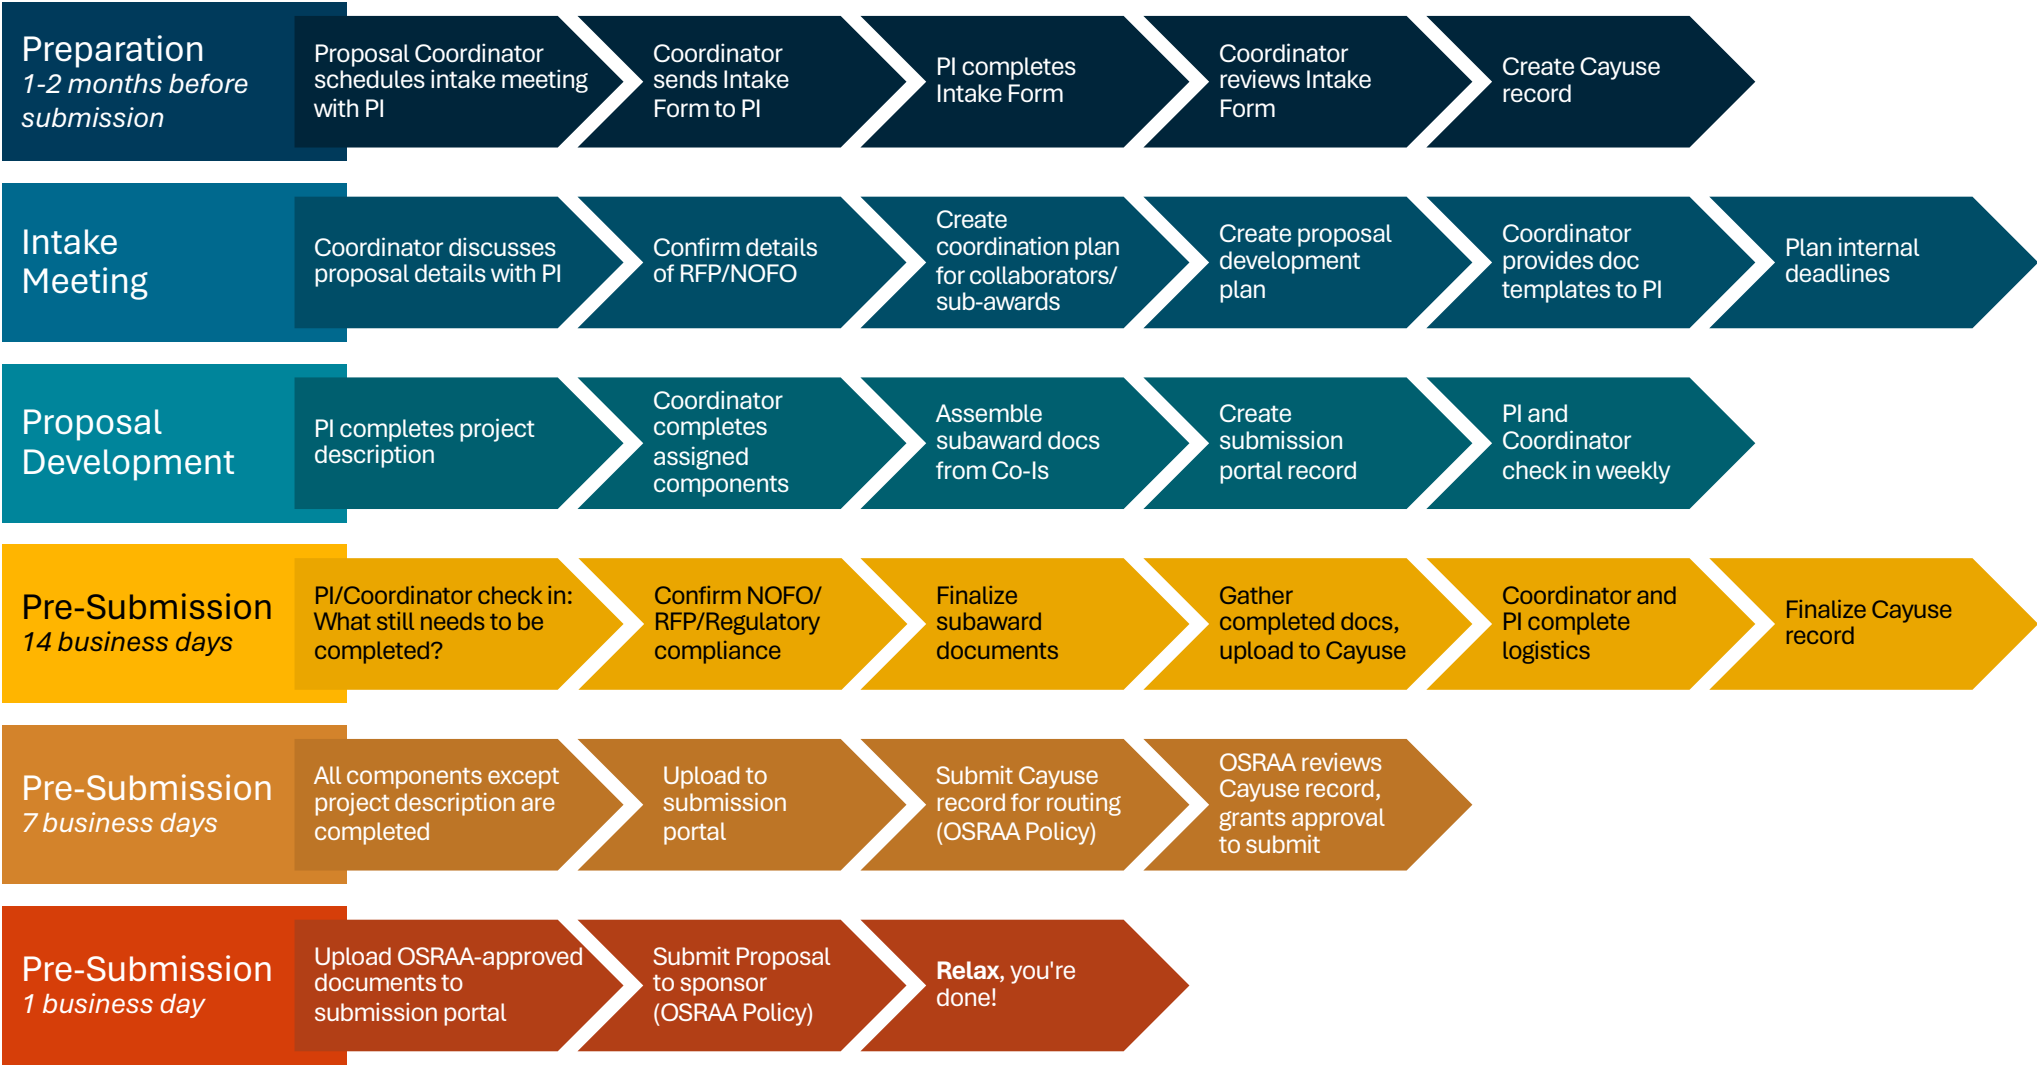 Preparation
1-2 months before
submission
Proposal Coordinator
schedules intake meeting
with PI
Coordinator
sends Intake
Form to PI
PI completes
Intake Form
Coordinator
reviews Intake
Form
Create Cayuse
record
Intake
Meeting
Coordinator discusses
proposal details with PI
Confirm details
of RFP/NOFO
Create
coordination plan
for collaborators/
sub-awards
Create proposal
development
plan
Coordinator
provides doc
templates to PI
Plan internal
deadlines
Proposal
Development
PI completes project
description
Coordinator
completes
assigned
components
Assemble
subaward docs
from Co-Is
Create
submission
portal record
PI and
Coordinator
check in weekly
Pre-Submission
14 business days
PI/Coordinator check in:
What still needs to be
completed?
Confirm NOFO/
RFP/Regulatory
compliance
Finalize
subaward
documents
Gather
completed docs,
upload to Cayuse
Coordinator and
PI complete
logistics
Finalize Cayuse
record
Pre-Submission
7 business days
All components except
project description are
completed
Upload to
submission
portal
Submit Cayuse
record for routing
(OSRAA Policy)
OSRAA reviews
Cayuse record,
grants approval
to submit
Pre-Submission
1 business day
Upload OSRAA-approved
documents to
submission portal
Submit Proposal
to sponsor
(OSRAA Policy)
Relax, you're
done!